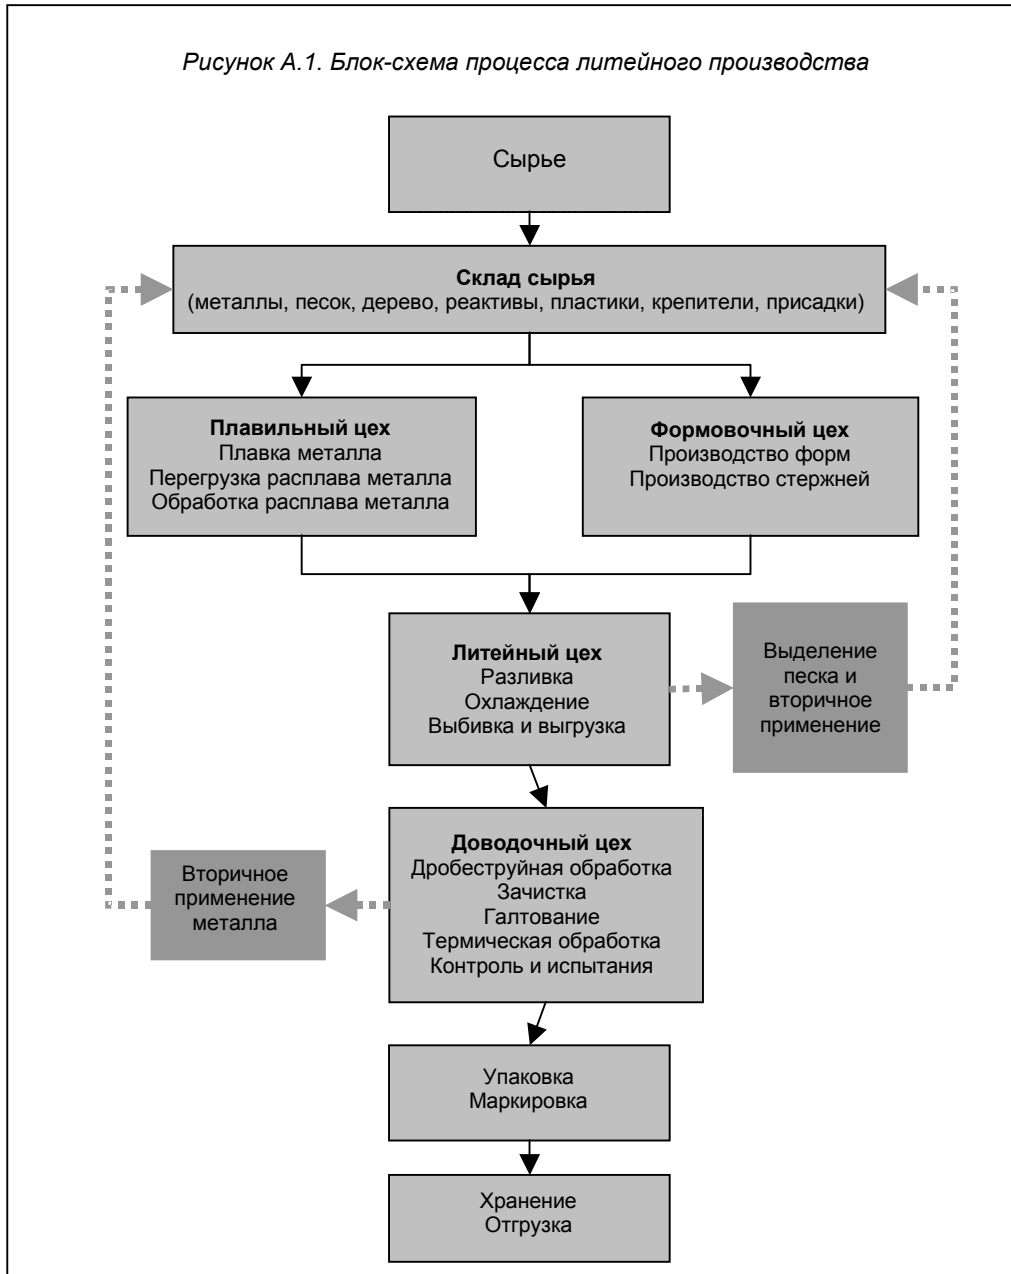 Рисунок А.1. Блок-схема процесса литейного производства
Сырье
Склад сырья
(металлы, песок, дерево, реактивы, пластики, крепители, присадки)
Плавильный цех
Плавка металла
Перегрузка расплава металла
Обработка расплава металла
Формовочный цех
Производство форм
Производство стержней
Литейный цех
Разливка
Охлаждение
Выбивка и выгрузка
Выделение
песка и
вторичное
применение
Доводочный цех
Дробеструйная обработка
Зачистка
Галтование
Термическая обработка
Контроль и испытания
Вторичное
применение
металла
Упаковка
Маркировка
Хранение
Отгрузка